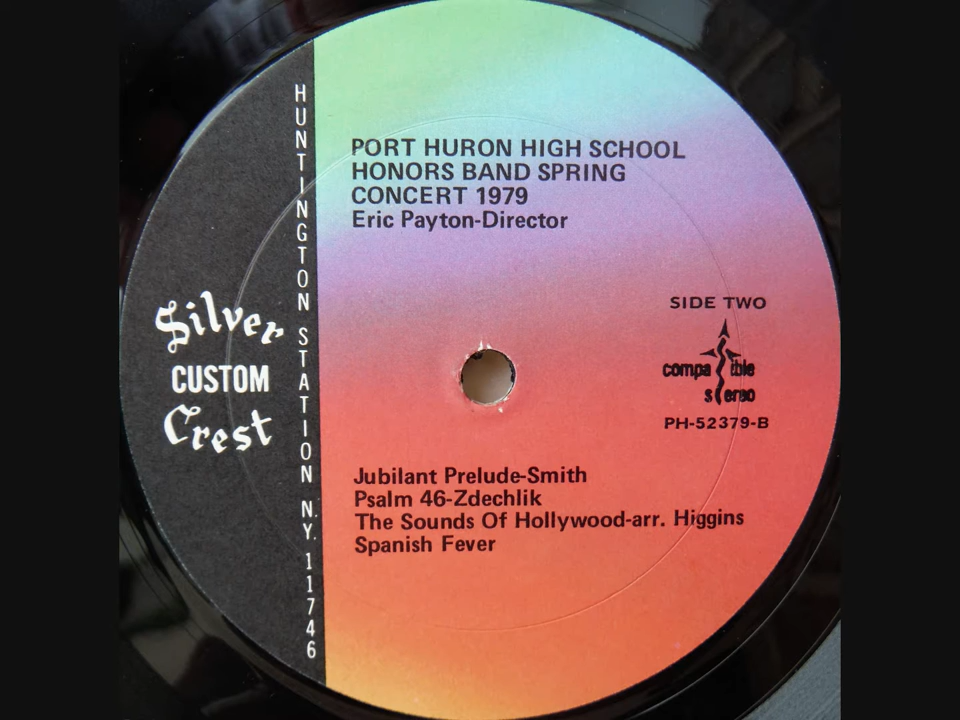 HUNTINGTON STATION N.Y. 11746
Silver
CUSTOM
Crest
PORT HURON HIGH SCHOOL
HONORS BAND SPRING
CONCERT 1979
Eric Payton-Director
SIDE TWO
compatible
stereo
PH-52379-B
Jubilant Prelude-Smith
Psalm 46-Zdechlik
The Sounds Of Hollywood-arr. Higgins
Spanish Fever